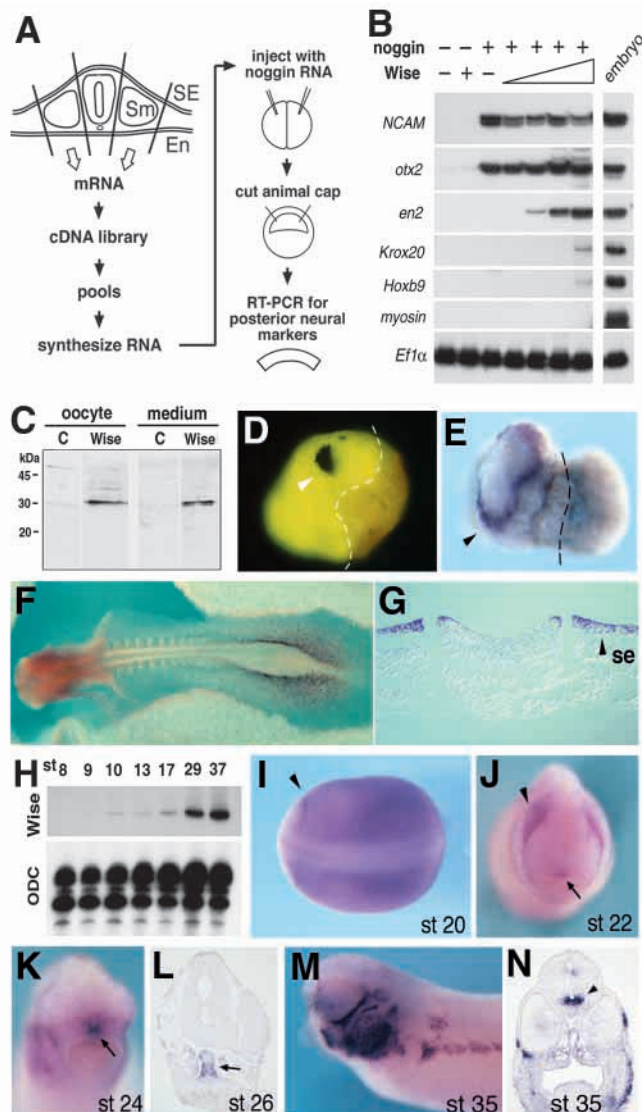 A
SE
Sm
En
mRNA
cDNA library
pools
synthesize RNA
inject with
noggin RNA
cut animal cap
RT-PCR for
posterior neural
markers
B
noggin − − + + + + +
Wise − + −
embryo
NCAM
otx2
en2
Krox20
Hoxb9
myosin
Ef1α
C
oocyte medium
C Wise C Wise
kDa
45
30
20
D
E
F
G
se
H
st 8 9 10 13 17 29 37
Wise
ODC
I
st 20
J
st 22
K
st 24
L
st 26
M
st 35
N
st 35